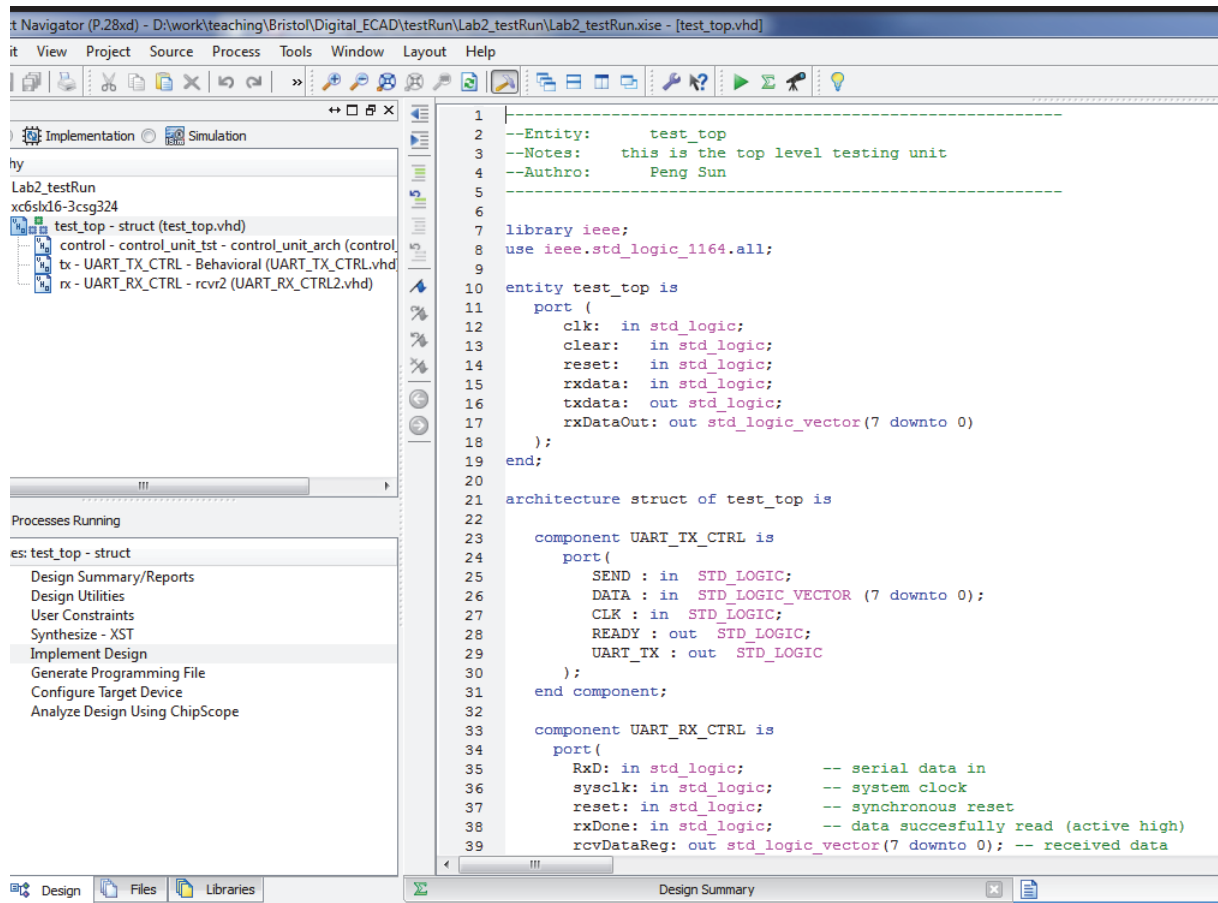 ct Navigator (P.28xd) - D:\work\teaching\Bristol\Digital_ECAD\testRun\Lab2_testRun\Lab2_testRun.xise - [test_top.vhd]
it View Project Source Process Tools Window Layout Help
Implementation Simulation
hy
Lab2_testRun
xc6slx16-3csg324
test_top - struct (test_top.vhd)
control - control_unit_tst - control_unit_arch (control_
tx - UART_TX_CTRL - Behavioral (UART_TX_CTRL.vhd
rx - UART_RX_CTRL - rcvr2 (UART_RX_CTRL2.vhd)
Processes Running
es: test_top - struct
Design Summary/Reports
Design Utilities
User Constraints
Synthesize - XST
Implement Design
Generate Programming File
Configure Target Device
Analyze Design Using ChipScope
Design Files Libraries
1 ----------------------------------------------------------
2 --Entity: test_top
3 --Notes: this is the top level testing unit
4 --Authro: Peng Sun
5 ----------------------------------------------------------
6
7 library ieee;
8 use ieee.std_logic_1164.all;
9
10 entity test_top is
11 port (
12 clk: in std_logic;
13 clear: in std_logic;
14 reset: in std_logic;
15 rxdata: in std_logic;
16 txdata: out std_logic;
17 rxDataOut: out std_logic_vector(7 downto 0)
18 );
19 end;
20
21 architecture struct of test_top is
22
23 component UART_TX_CTRL is
24 port(
25 SEND : in STD_LOGIC;
26 DATA : in STD_LOGIC_VECTOR (7 downto 0);
27 CLK : in STD_LOGIC;
28 READY : out STD_LOGIC;
29 UART_TX : out STD_LOGIC
30 );
31 end component;
32
33 component UART_RX_CTRL is
34 port(
35 RxD: in std_logic; -- serial data in
36 sysclk: in std_logic; -- system clock
37 reset: in std_logic; -- synchronous reset
38 rxDone: in std_logic; -- data succesfully read (active high)
39 rcvDataReg: out std_logic_vector(7 downto 0); -- received data
Design Summary